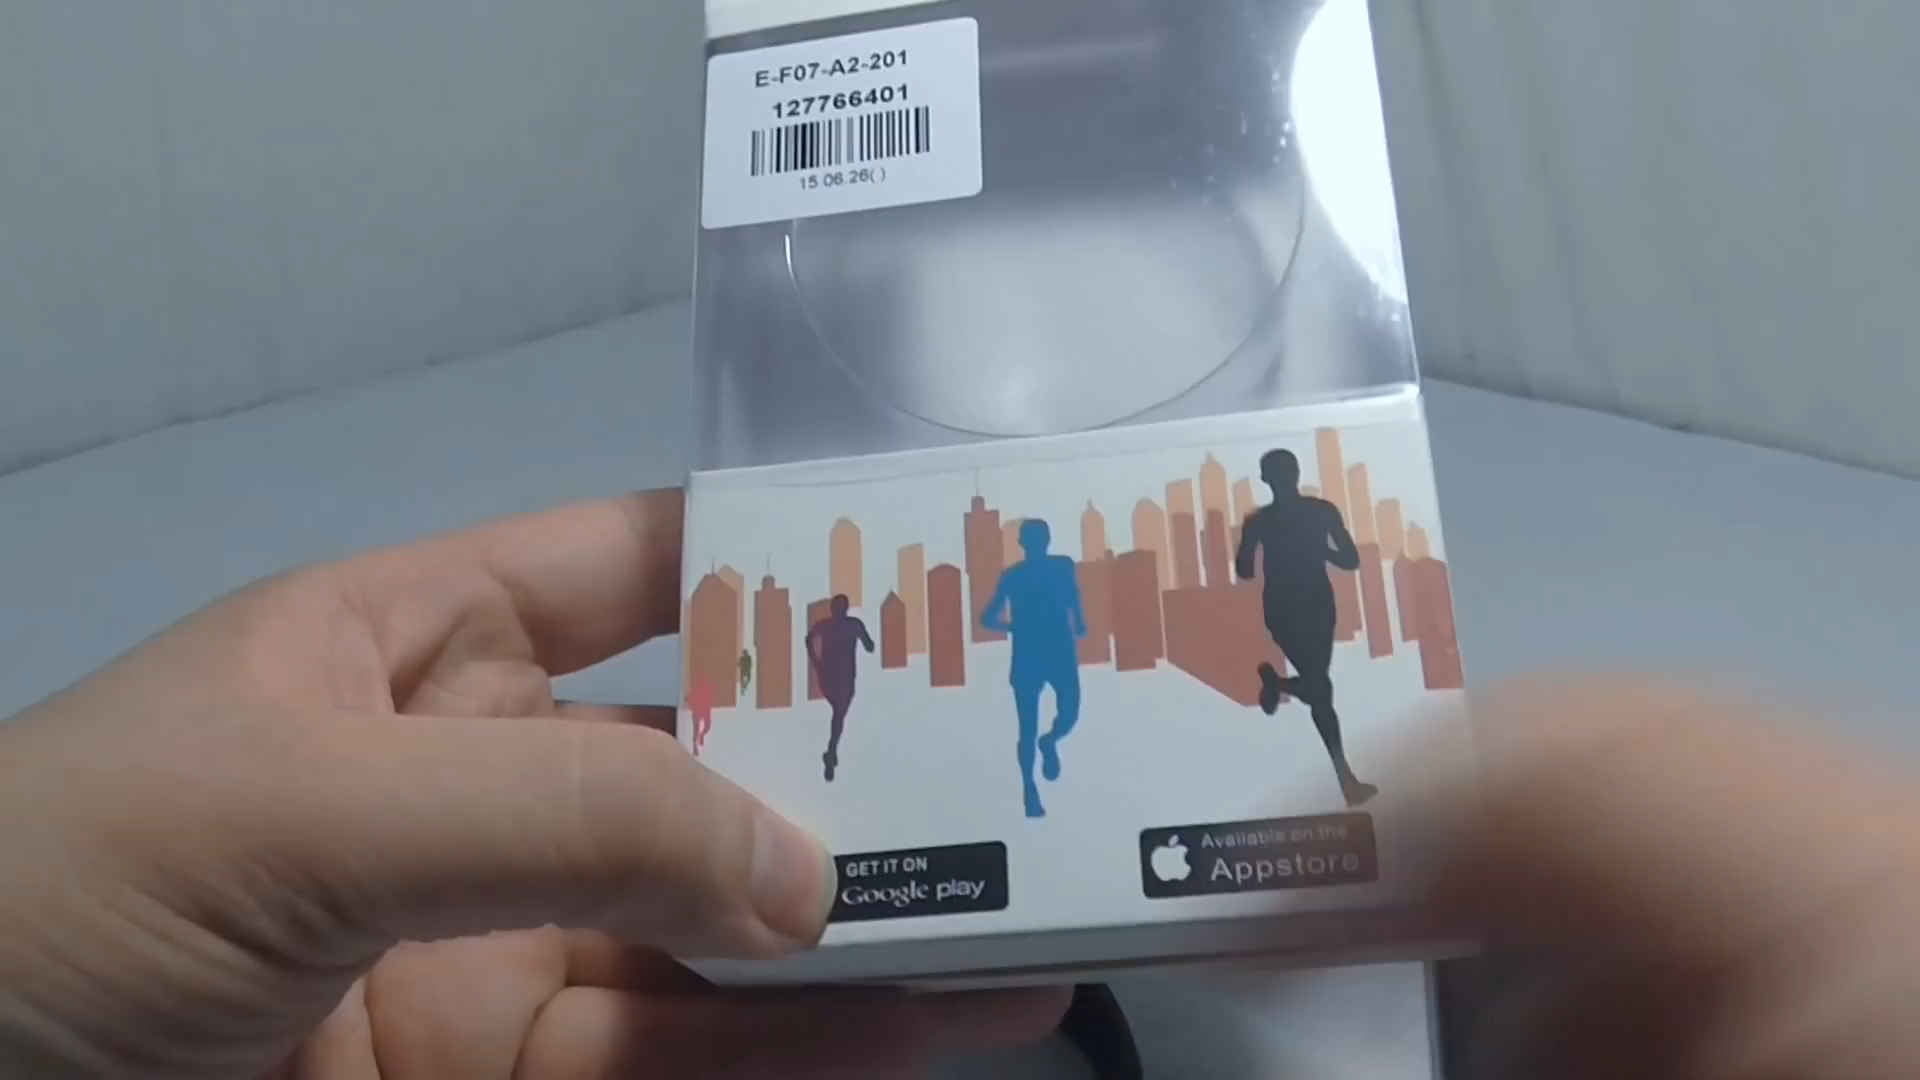 E-F07-A2-201
127766401
15.06.26( )
GET IT ON
Google play
Available on the
Appstore